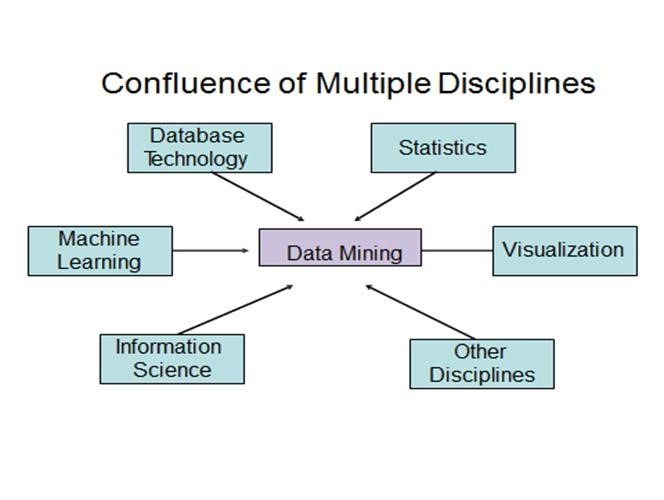 Confluence of Multiple Disciplines
Database
Technology
Statistics
Machine
Learning
Data Mining
Visualization
Information
Science
Other
Disciplines